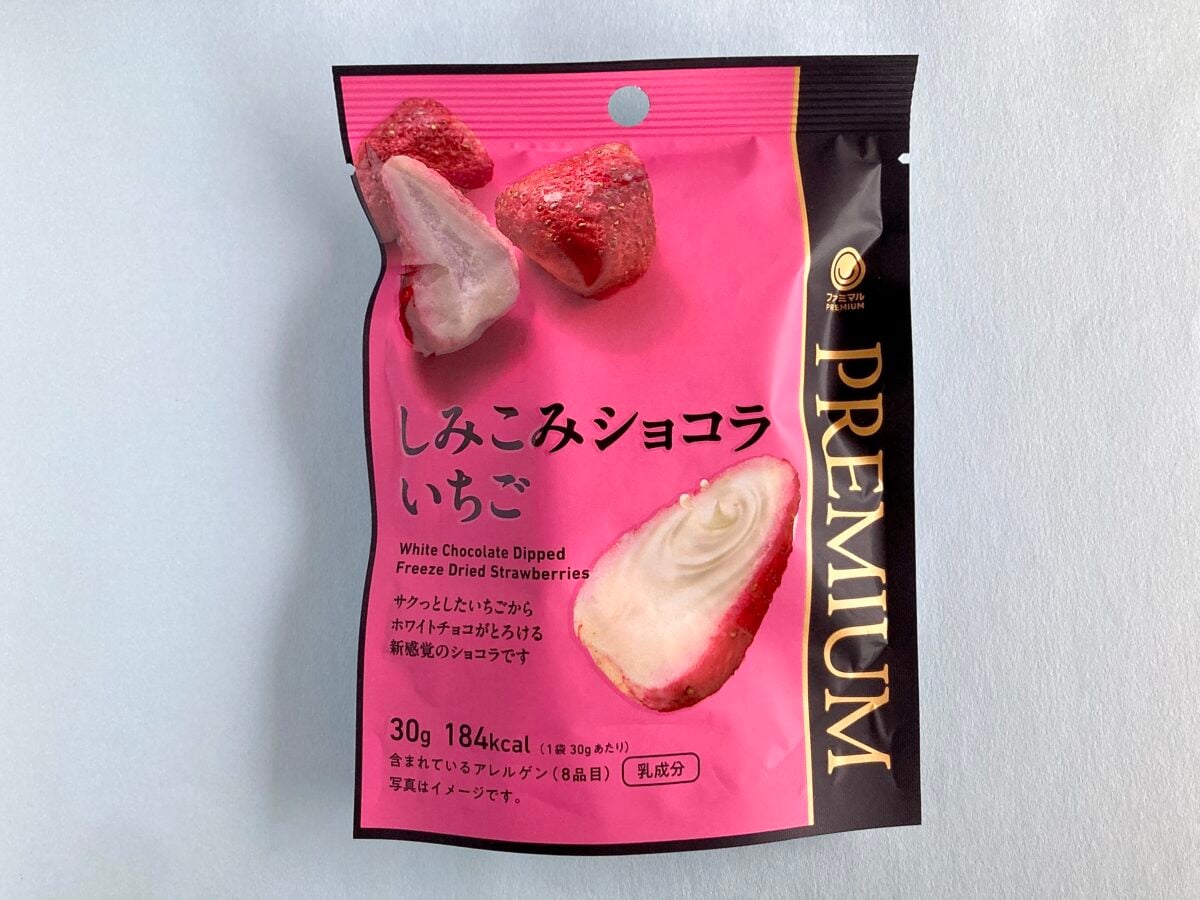 しみこみショコラ
いちご
White Chocolate Dipped
Freeze Dried Strawberries
サクっとしたいちごから
ホワイトチョコがとろける
新感覚のショコラです
30g 184kcal（1袋 30gあたり）
含まれているアレルゲン（8品目） 乳成分
写真はイメージです。
ファミマル
PREMIUM
PREMIUM